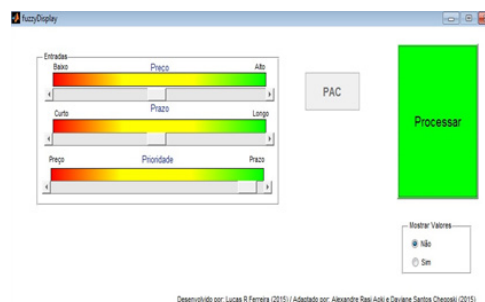 fuzzyDisplay
Entradas
Baixo Preço Alto
Curto Prazo Longo
Preço Prioridade Prazo
PAC
Processar
Mostrar Valores
Não
Sim
Desenvolvido por: Lucas R Ferreira (2015) / Adaptado por: Alexandre Rasi Aoki e Daviane Santos Cheposki (2015)